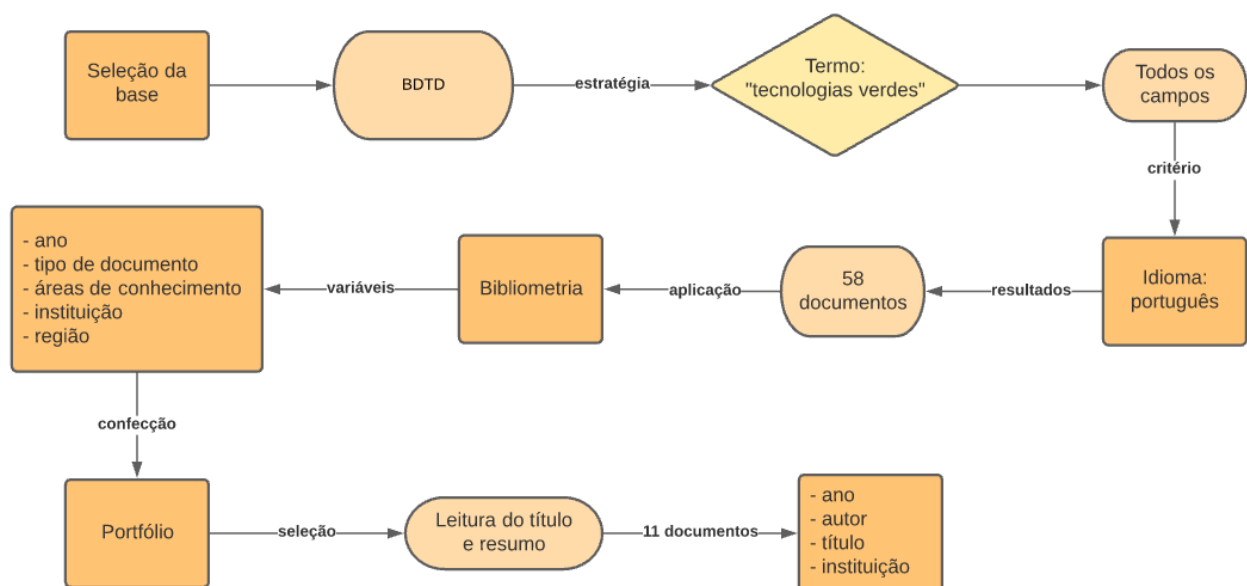 Seleção da
base
BDTD
estratégia
Termo:
"tecnologias verdes"
Todos os
campos
critério
Idioma:
português
resultados
58
documentos
aplicação
Bibliometria
variáveis
- ano
- tipo de documento
- áreas de conhecimento
- instituição
- região
confecção
Portfólio
seleção
Leitura do título
e resumo
11 documentos
- ano
- autor
- título
- instituição